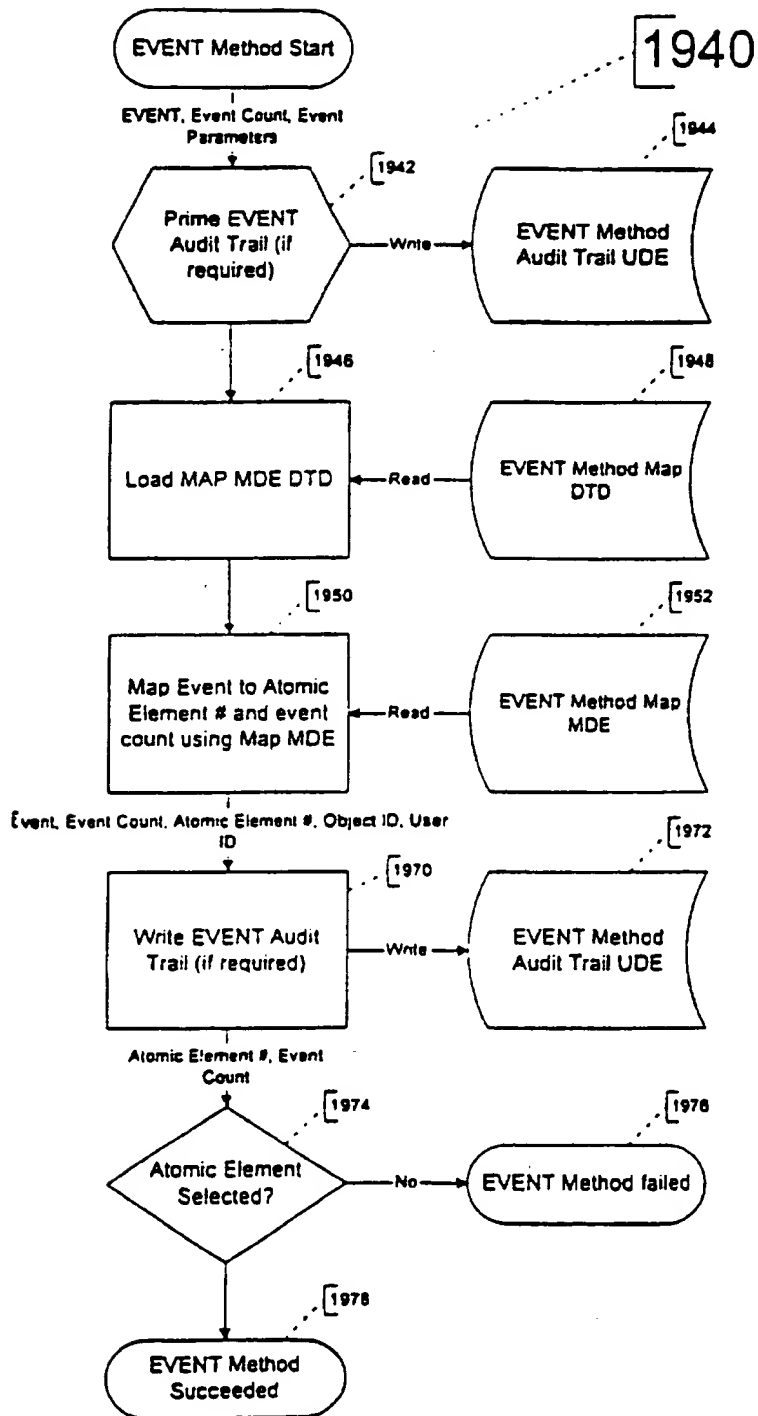 EVENT Method Start
1940
EVENT, Event Count, Event
Parameters
1942
1944
Prime EVENT
Audit Trail (if
required)
Write
EVENT Method
Audit Trail UDE
1946
1948
Load MAP MDE DTD
Read
EVENT Method Map
DTD
1950
1952
Map Event to Atomic
Element # and event
count using Map MDE
Read
EVENT Method Map
MDE
Event, Event Count, Atomic Element #, Object ID, User
ID
1970
1972
Write EVENT Audit
Trail (if required)
Write
EVENT Method
Audit Trail UDE
Atomic Element #, Event
Count
1974
1976
Atomic Element
Selected?
No
EVENT Method failed
1978
EVENT Method
Succeeded